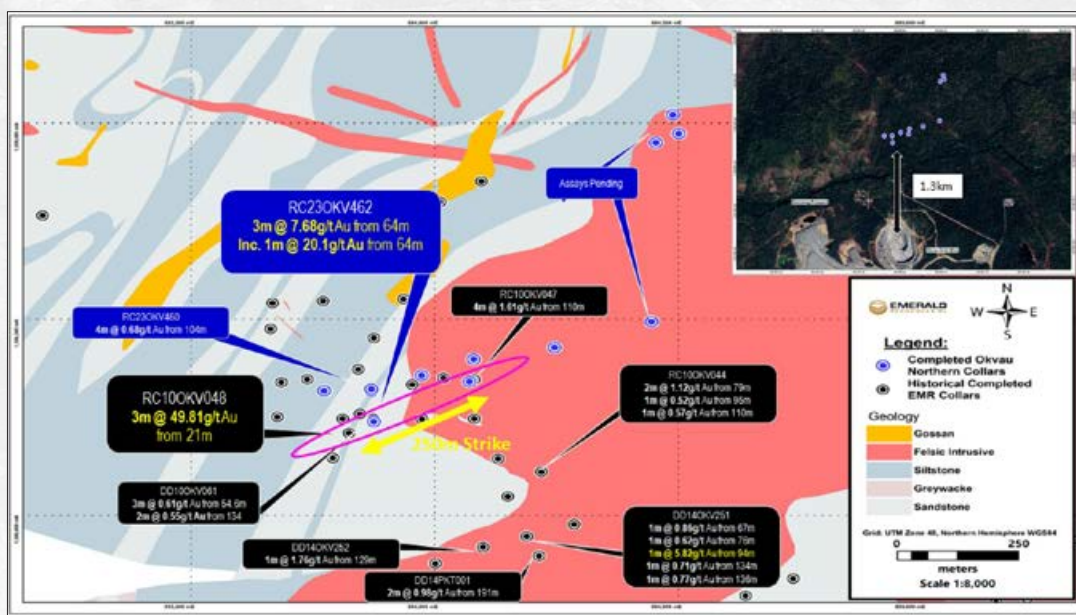 RC23OKV462
3m @ 7.68g/t Au from 64m
Inc. 1m @ 20.1g/t Au from 64m
Assays Pending
1.3km
RC10OKV047
4m @ 1.61g/t Au from 110m
RC23OKV460
4m @ 0.68g/t Au from 104m
RC10OKV048
3m @ 49.81g/t Au
from 21m
RC10OKV044
2m @ 1.12g/t Au from 79m
1m @ 0.52g/t Au from 95m
1m @ 0.57g/t Au from 110m
250m Strike
DD10OKV061
3m @ 0.61g/t Au from 54.6m
2m @ 0.55g/t Au from 134
DD14OKV252
1m @ 1.76g/t Au from 129m
DD14PKT001
2m @ 0.98g/t Au from 191m
DD14OKV251
1m @ 0.85g/t Au from 67m
1m @ 0.62g/t Au from 76m
1m @ 5.82g/t Au from 94m
1m @ 0.71g/t Au from 134m
1m @ 0.77g/t Au from 136m
EMERALD
N
W
E
S
Legend:
Completed Okvau
Northern Collars
Historical Completed
EMR Collars
Geology
Gossan
Felsic Intrusive
Siltstone
Greywacke
Sandstone
Grid: UTM Zone 48, Northern Hemisphere WGS84
0
250
meters
Scale 1:8,000